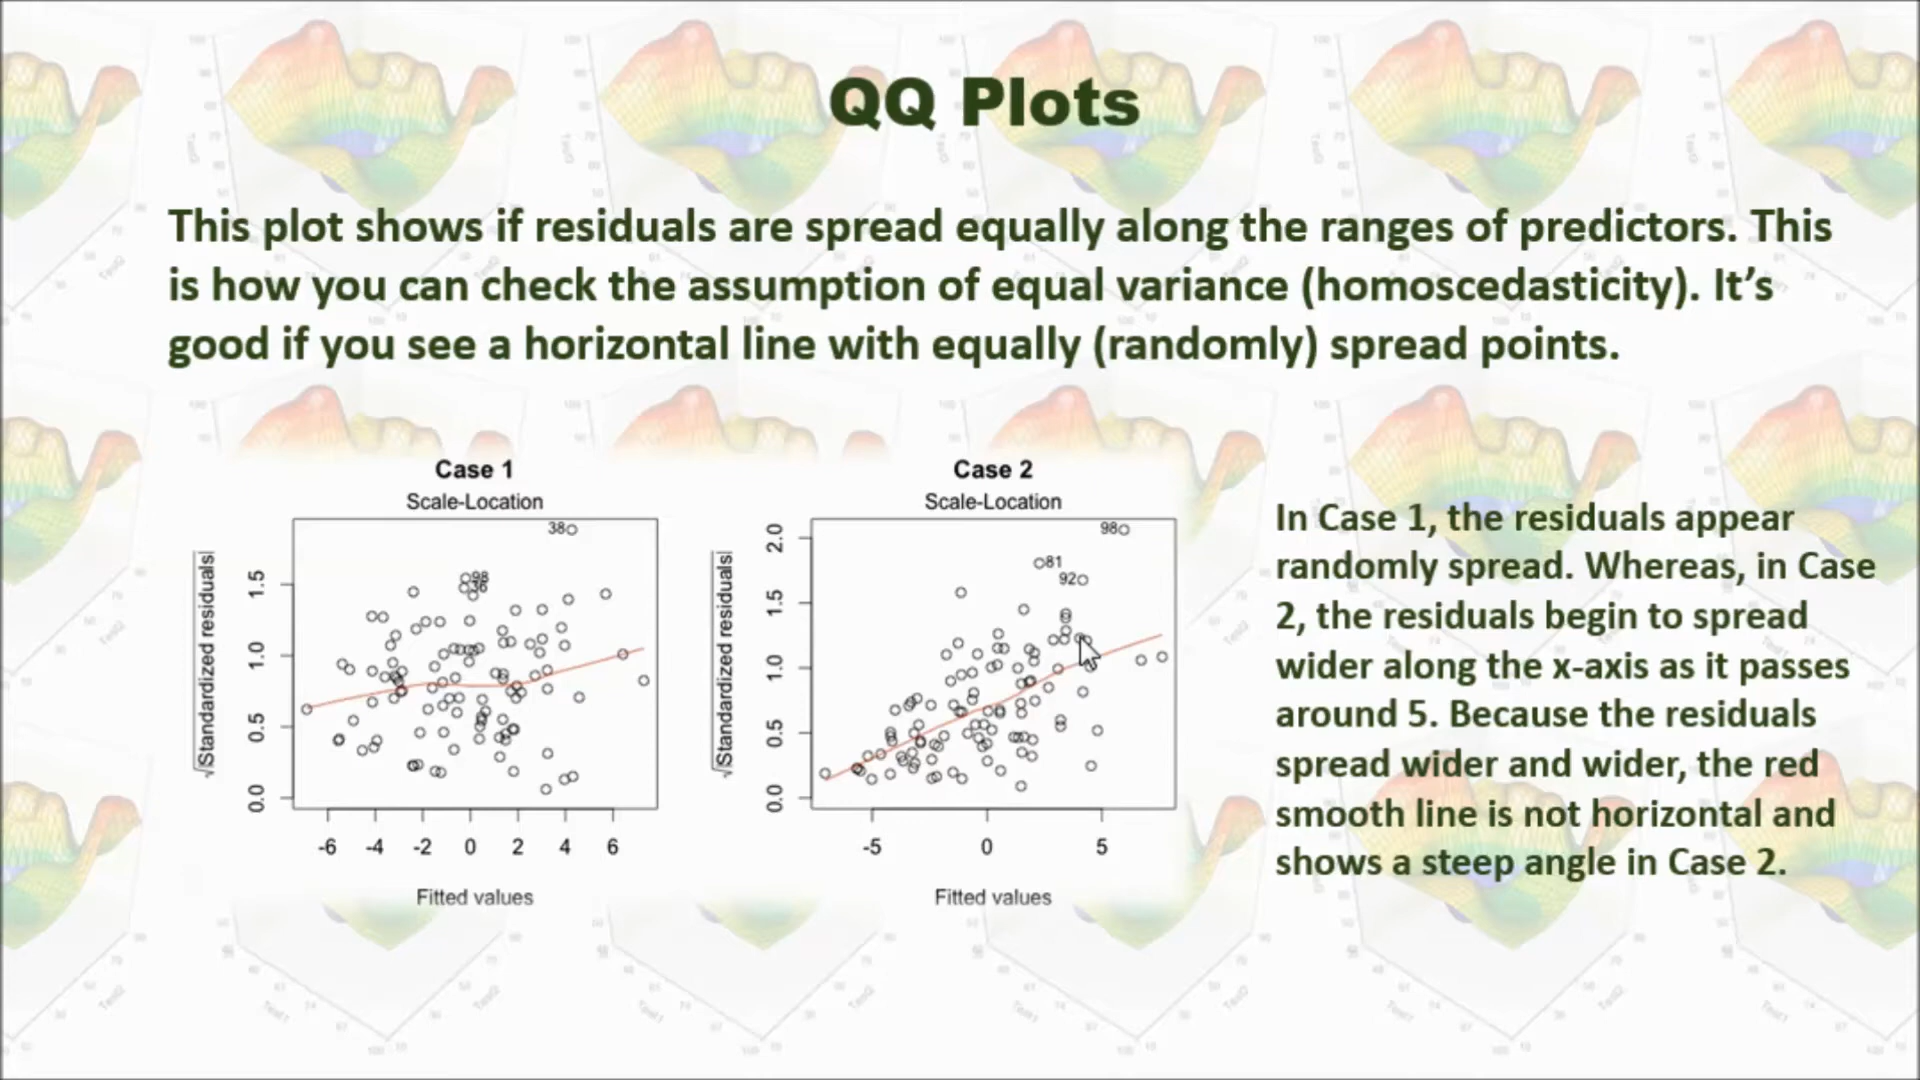 QQ Plots
This plot shows if residuals are spread equally along the ranges of predictors. This
is how you can check the assumption of equal variance (homoscedasticity). It’s
good if you see a horizontal line with equally (randomly) spread points.
Case 1
Scale-Location
√|Standardized residuals|
0.0 0.5 1.0 1.5
38
98
36
-6 -4 -2 0 2 4 6
Fitted values
Case 2
Scale-Location
√|Standardized residuals|
0.0 0.5 1.0 1.5 2.0
98
81
92
-5 0 5
Fitted values
In Case 1, the residuals appear
randomly spread. Whereas, in Case
2, the residuals begin to spread
wider along the x-axis as it passes
around 5. Because the residuals
spread wider and wider, the red
smooth line is not horizontal and
shows a steep angle in Case 2.